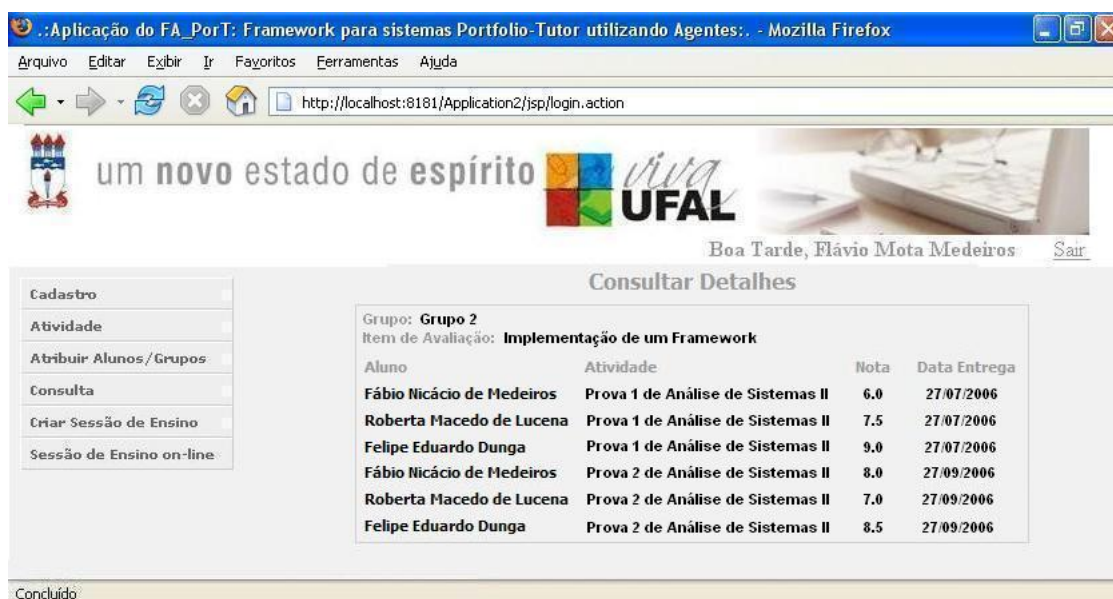 .:Aplicação do FA_PorT: Framework para sistemas Portfolio-Tutor utilizando Agentes:. - Mozilla Firefox
Arquivo Editar Exibir Ir Favoritos Ferramentas Ajuda
http://localhost:8181/Application2/jsp/login.action
um novo estado de espírito viva UFAL
Boa Tarde, Flávio Mota Medeiros Sair
Consultar Detalhes
Cadastro
Atividade
Atribuir Alunos/Grupos
Consulta
Criar Sessão de Ensino
Sessão de Ensino on-line
Grupo: Grupo 2
Item de Avaliação: Implementação de um Framework
Aluno Atividade Nota Data Entrega
Fábio Nicácio de Medeiros Prova 1 de Análise de Sistemas II 6.0 27/07/2006
Roberta Macedo de Lucena Prova 1 de Análise de Sistemas II 7.5 27/07/2006
Felipe Eduardo Dunga Prova 1 de Análise de Sistemas II 9.0 27/07/2006
Fábio Nicácio de Medeiros Prova 2 de Análise de Sistemas II 8.0 27/09/2006
Roberta Macedo de Lucena Prova 2 de Análise de Sistemas II 7.0 27/09/2006
Felipe Eduardo Dunga Prova 2 de Análise de Sistemas II 8.5 27/09/2006
Concluído